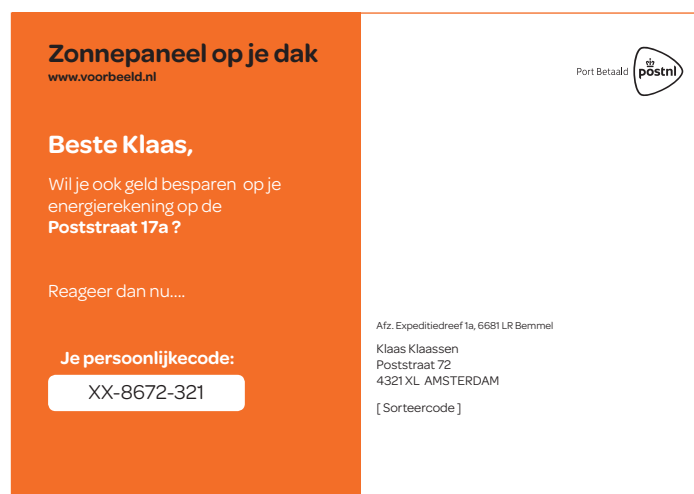 Zonnepaneel op je dak
www.voorbeeld.nl
Beste Klaas,
Wil je ook geld besparen op je
energierekening op de
Poststraat 17a ?
Reageer dan nu....
Je persoonlijkecode:
XX-8672-321
Port Betaald
postnl
Afz. Expeditiedreef 1a, 6681 LR Bemmel
Klaas Klaassen
Poststraat 72
4321 XL AMSTERDAM
[ Sorteercode ]